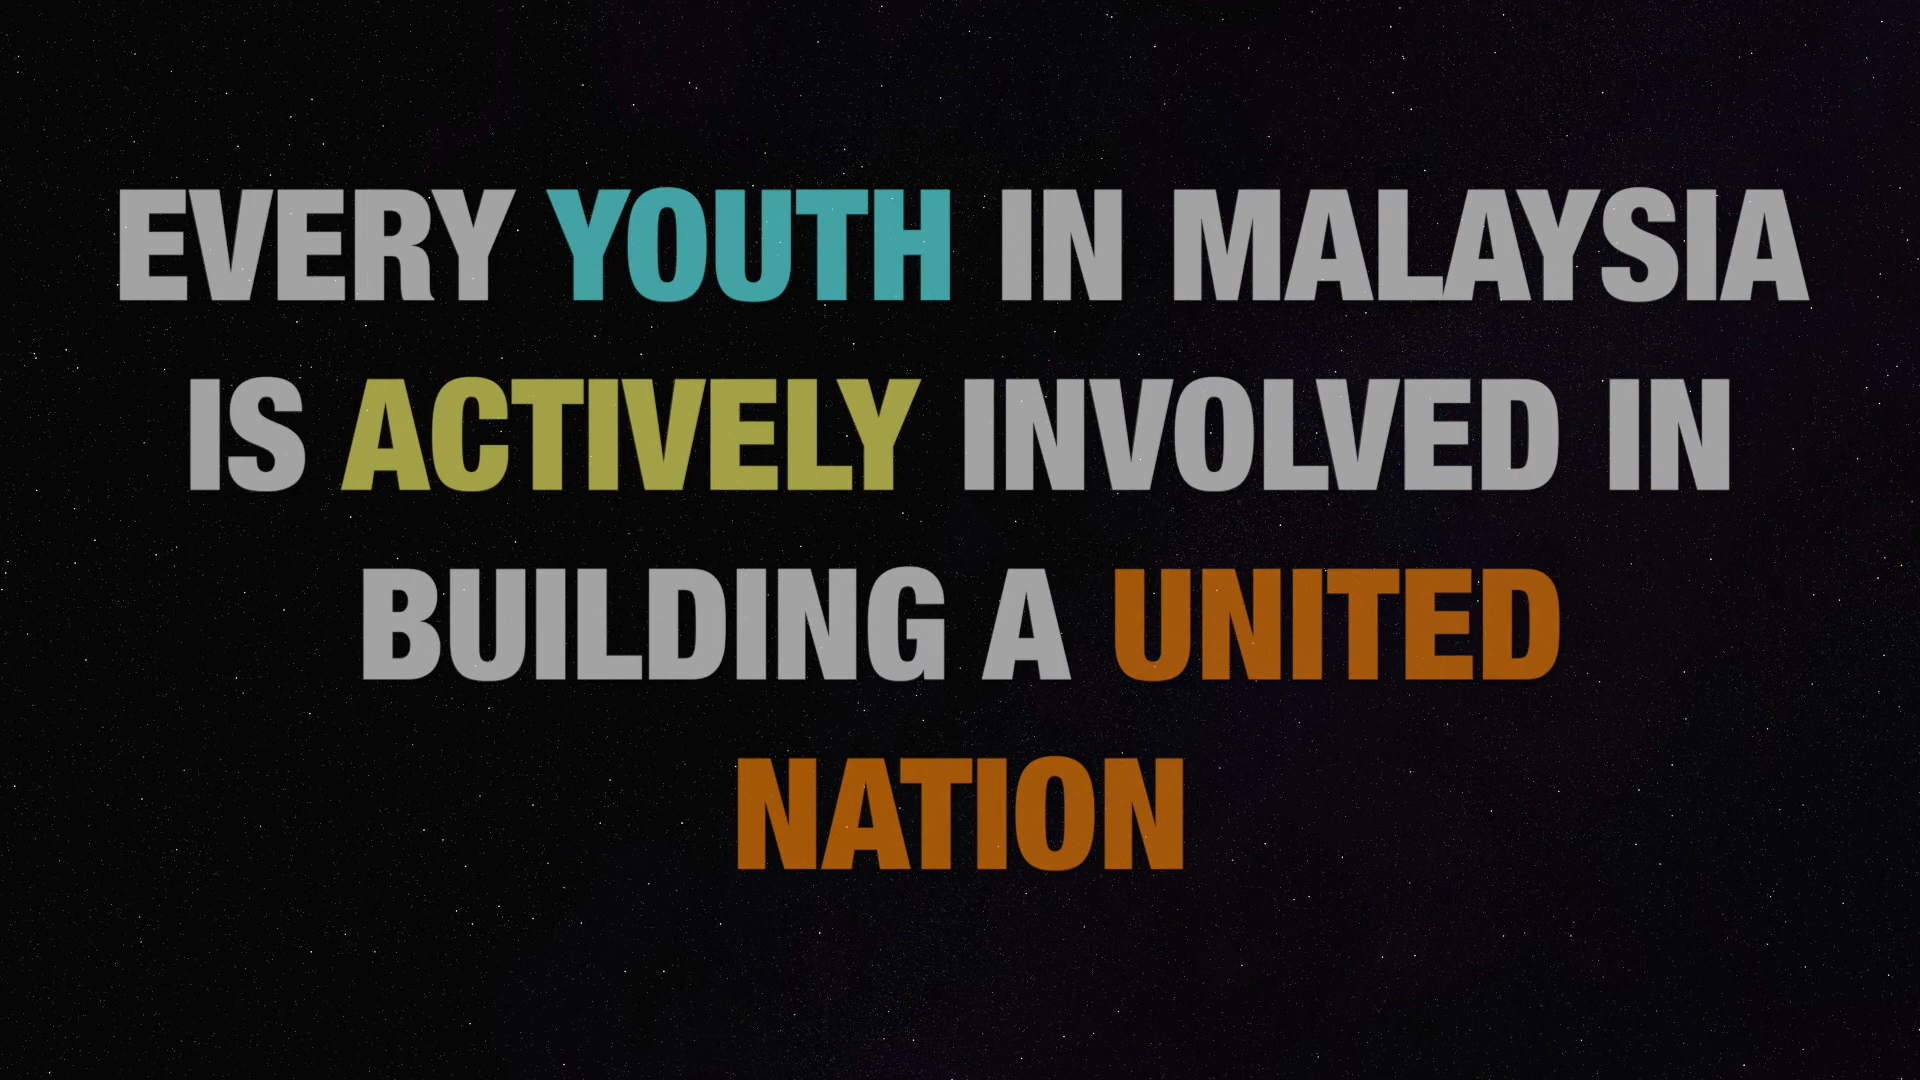 EVERY YOUTH IN MALAYSIA
IS ACTIVELY INVOLVED IN
BUILDING A UNITED
NATION